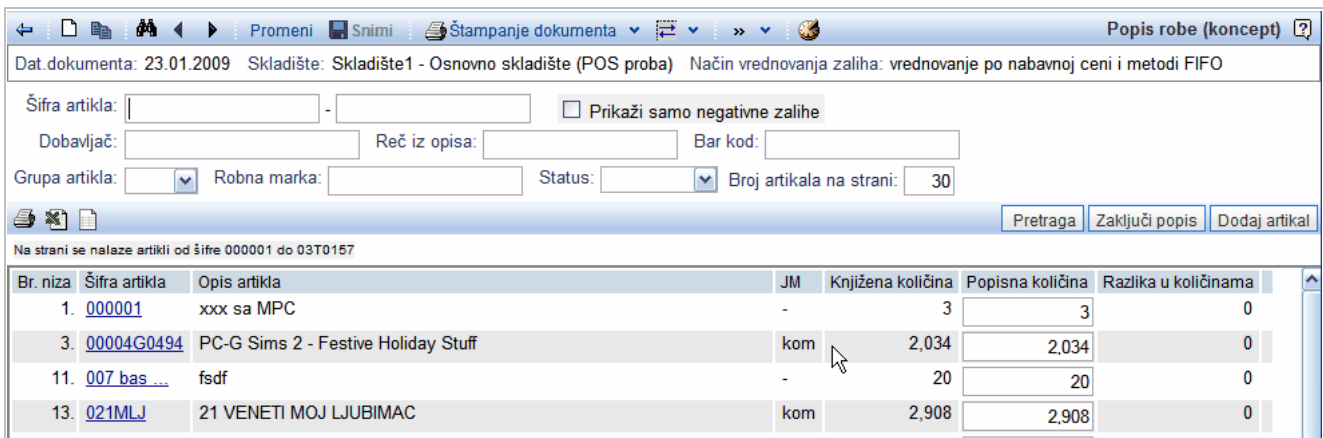 Promeni Snimi Štampanje dokumenta » Popis robe (koncept)
Dat.dokumenta: 23.01.2009 Skladište: Skladište1 - Osnovno skladište (POS proba) Način vrednovanja zaliha: vrednovanje po nabavnoj ceni i metodi FIFO
Šifra artikla: - Prikaži samo negativne zalihe
Dobavljač: Reč iz opisa: Bar kod:
Grupa artikla: Robna marka: Status: Broj artikala na strani: 30
Pretraga Zaključi popis Dodaj artikal
Na strani se nalaze artikli od šifre 000001 do 03T0157
Br. niza Šifra artikla Opis artikla JM Knjižena količina Popisna količina Razlika u količinama
1. 000001 xxx sa MPC - 3 3 0
3. 00004G0494 PC-G Sims 2 - Festive Holiday Stuff kom 2,034 2,034 0
11. 007 bas ... fsdf - 20 20 0
13. 021MLJ 21 VENETI MOJ LJUBIMAC kom 2,908 2,908 0